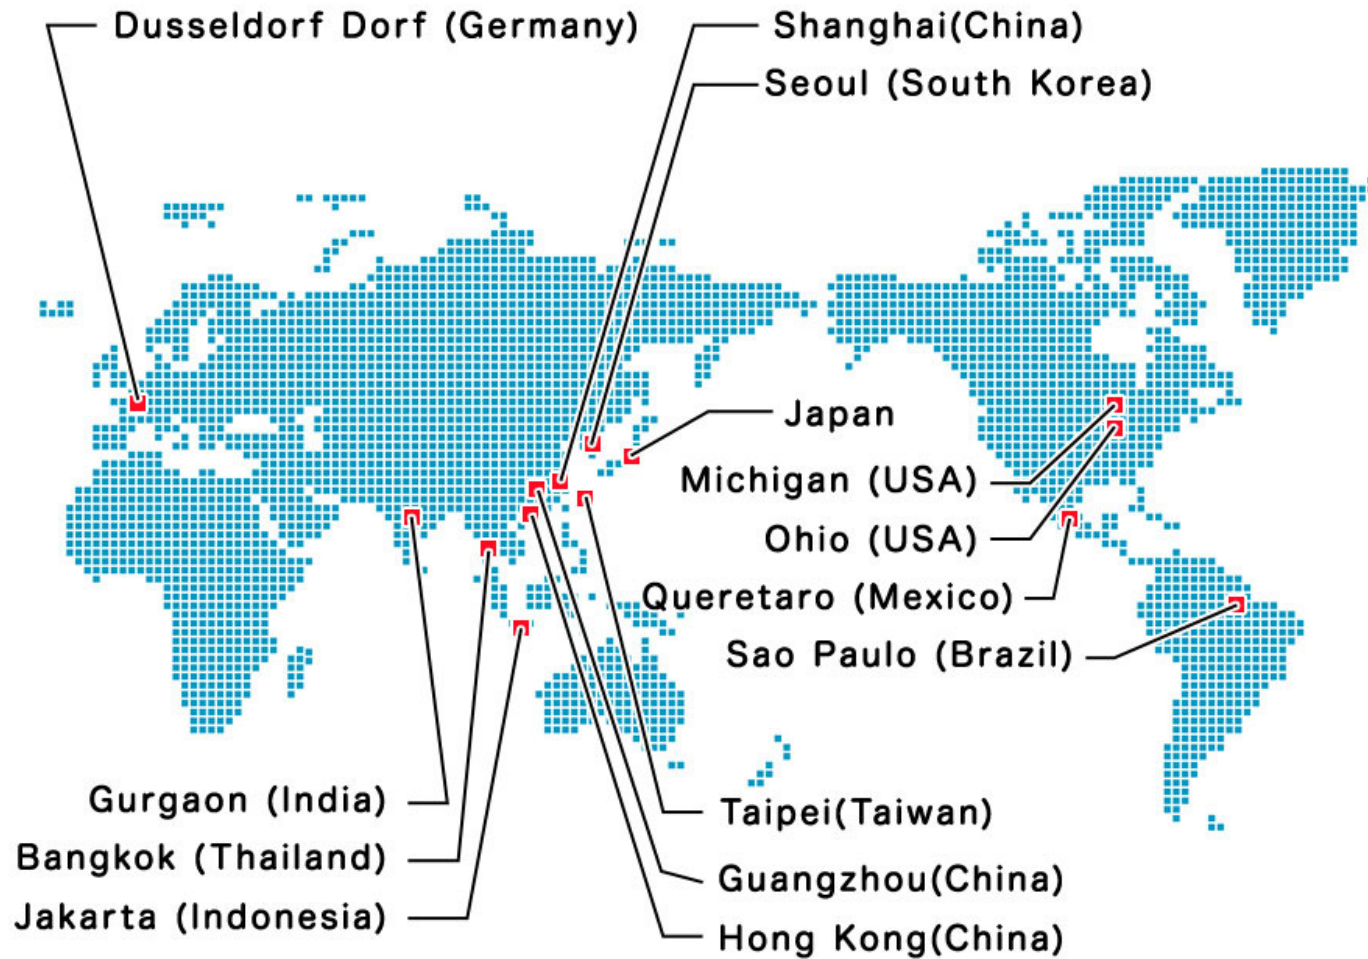 Dusseldorf Dorf (Germany)
Shanghai(China)
Seoul (South Korea)
Japan
Michigan (USA)
Ohio (USA)
Queretaro (Mexico)
Sao Paulo (Brazil)
Gurgaon (India)
Bangkok (Thailand)
Jakarta (Indonesia)
Taipei(Taiwan)
Guangzhou(China)
Hong Kong(China)